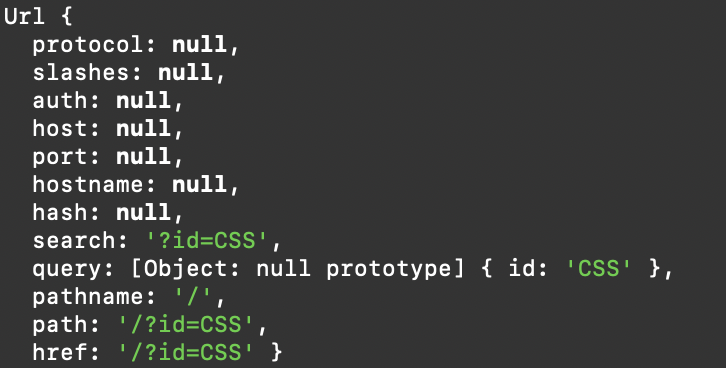 Url {
  protocol: null,
  slashes: null,
  auth: null,
  host: null,
  port: null,
  hostname: null,
  hash: null,
  search: '?id=CSS',
  query: [Object: null prototype] { id: 'CSS' },
  pathname: '/',
  path: '/?id=CSS',
  href: '/?id=CSS' }